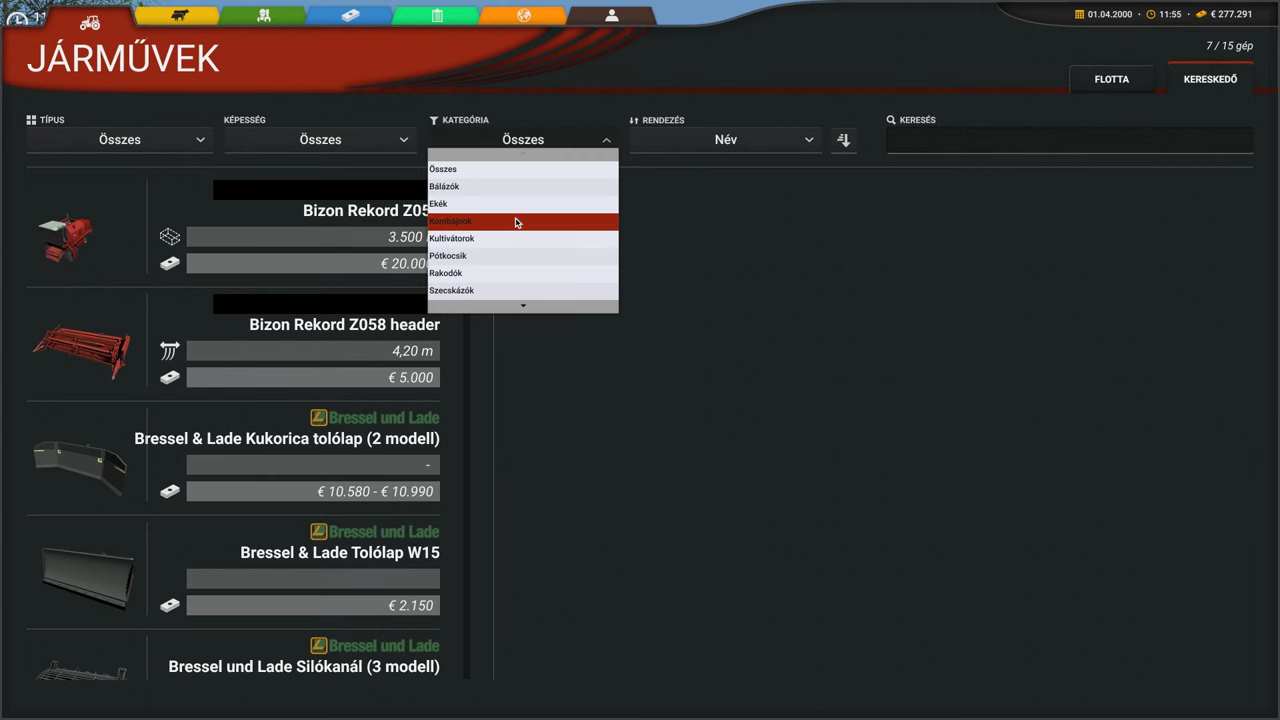 11
01.04.2000 11:55 € 277.291
JÁRMŰVEK
7 / 15 gép
FLOTTA
KERESKEDŐ
TÍPUS
KÉPESSÉG
KATEGÓRIA
RENDEZÉS
KERESÉS
Összes
Összes
Összes
Név
Összes
Bálázók
Ekék
Kombájnok
Kultivátorok
Pótkocsik
Rakodók
Szecskázók
Bizon Rekord Z05
3.500
€ 20.00
Bizon Rekord Z058 header
4,20 m
€ 5.000
Bressel und Lade
Bressel & Lade Kukorica tolólap (2 modell)
-
€ 10.580 - € 10.990
Bressel und Lade
Bressel & Lade Tolólap W15
€ 2.150
Bressel und Lade
Bressel und Lade Silókanál (3 modell)